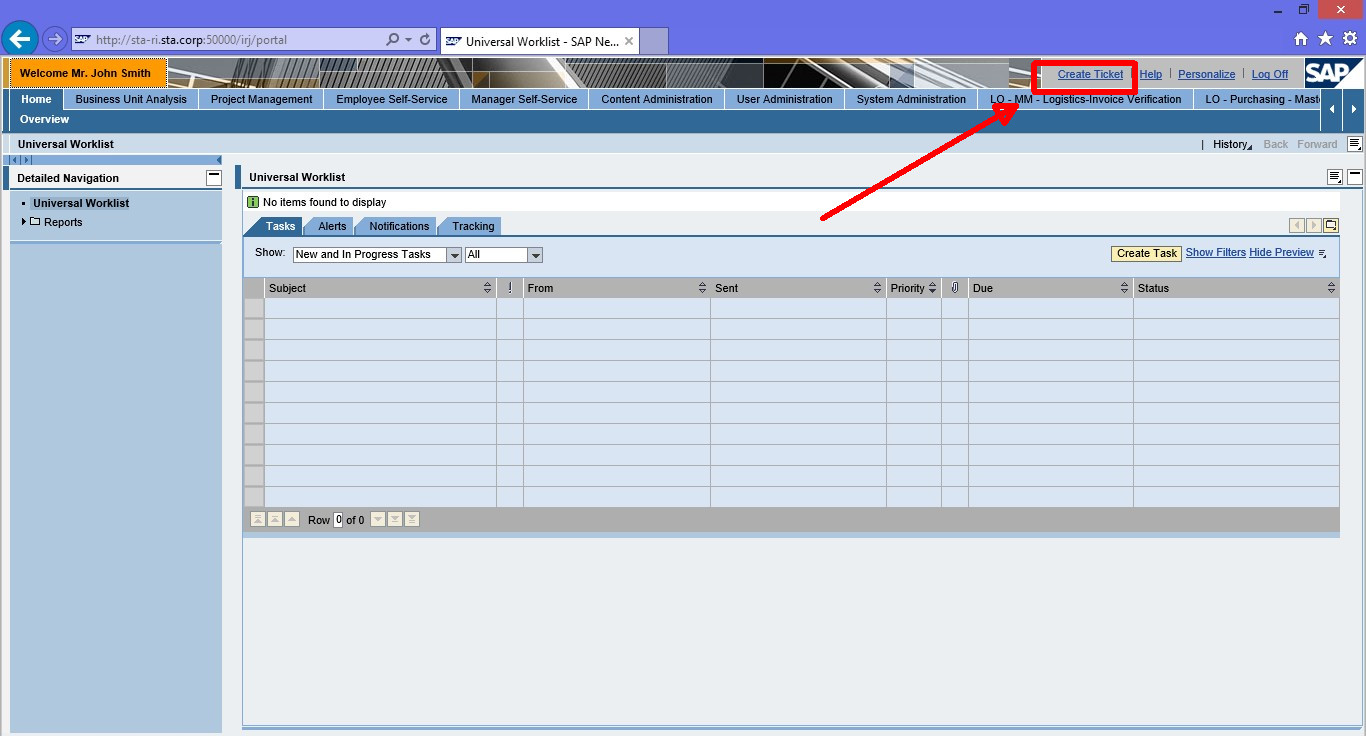 http://sta-ri.sta.corp:50000/irj/portal
SAP Universal Worklist - SAP Ne...
Welcome Mr. John Smith
Create Ticket | Help | Personalize | Log Off
SAP
Home Business Unit Analysis Project Management Employee Self-Service Manager Self-Service Content Administration User Administration System Administration LO - MM - Logistics-Invoice Verification LO - Purchasing - Mast
Overview
Universal Worklist
| History Back Forward
Detailed Navigation
Universal Worklist
Reports
Universal Worklist
No items found to display
Tasks Alerts Notifications Tracking
Show: New and In Progress Tasks All
Create Task Show Filters Hide Preview
Subject ! From Sent Priority Due Status
Row 0 of 0